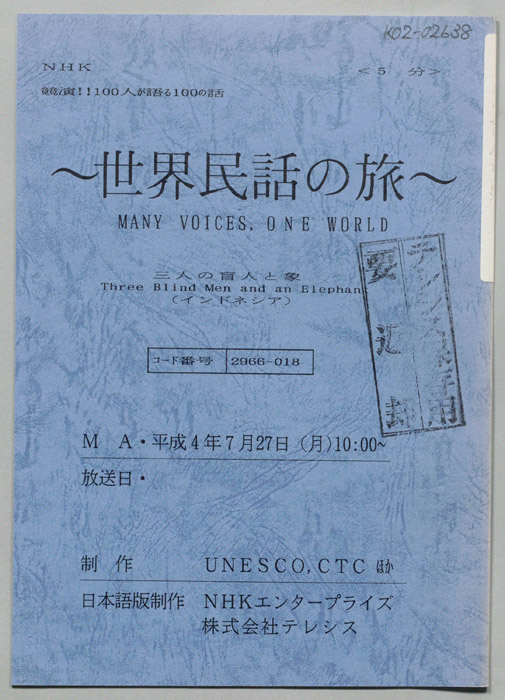 K02-02638
NHK
<5 分>
競演!!100人が語る100の話
～世界民話の旅～
MANY VOICES, ONE WORLD
三人の盲人と象
Three Blind Men and an Elephant
(インドネシア)
コード番号 2966-018
要
MA・平成4年7月27日 (月)10:00~
放送日・
制作 UNESCO, CTC ほか
日本語版制作 NHKエンタープライズ
株式会社テレシス